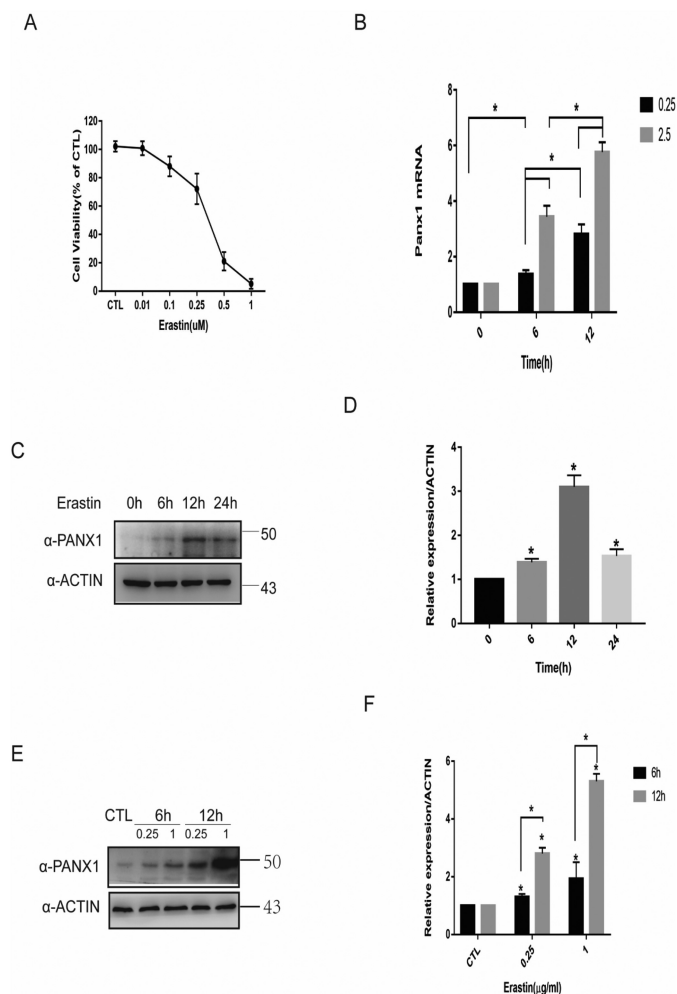 A
Cell Viability(% of CTL)
120
100
80
60
40
20
0
CTL 0.01 0.1 0.25 0.5 1
Erastin(uM)
B
Panx1 mRNA
8
6
4
2
0
* * *
0.25
2.5
0 6 12
Time(h)
C
Erastin 0h 6h 12h 24h
α-PANX1 50
α-ACTIN 43
D
Relative expression/ACTIN
4
3
2
1
0
* * *
0 6 12 24
Time(h)
E
CTL 6h 12h
0.25 1 0.25 1
α-PANX1 50
α-ACTIN 43
F
Relative expression/ACTIN
6
4
2
0
* * * * * *
6h
12h
CTL 0.25 1
Erastin(μg/ml)